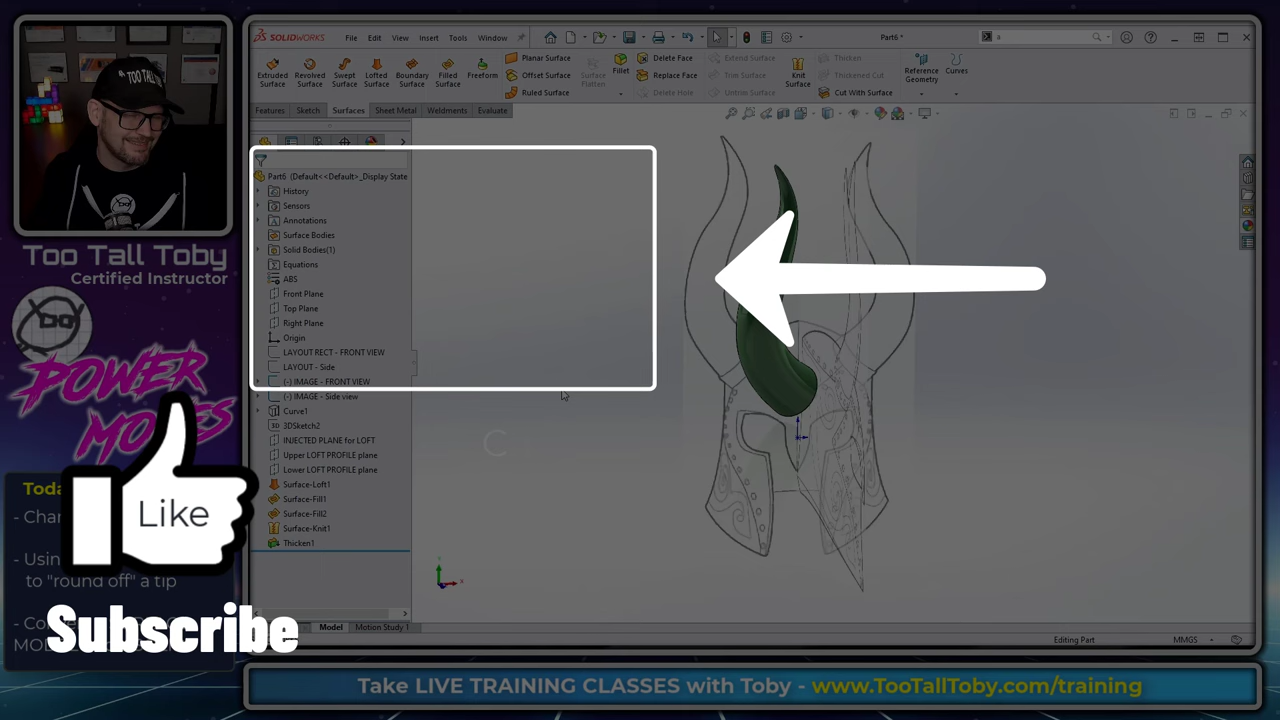 "TOO TALL TOBY"
Too Tall Toby
Certified Instructor
POWER
MOVES
Toda
- Char
Like
- Usin
to "round off" a tip
- Co
MOD
Subscribe
SOLIDWORKS
File Edit View Insert Tools Window
Part6 *
a
Extruded Surface
Revolved Surface
Swept Surface
Lofted Surface
Boundary Surface
Filled Surface
Freeform
Planar Surface
Offset Surface
Ruled Surface
Surface Flatten
Fillet
Delete Face
Replace Face
Delete Hole
Extend Surface
Trim Surface
Untrim Surface
Knit Surface
Thicken
Thickened Cut
Cut With Surface
Reference Geometry
Curves
Features Sketch Surfaces Sheet Metal Weldments Evaluate
Part6 (Default<<Default>_Display State
History
Sensors
Annotations
Surface Bodies
Solid Bodies(1)
Equations
ABS
Front Plane
Top Plane
Right Plane
Origin
LAYOUT RECT - FRONT VIEW
LAYOUT - Side
(-) IMAGE - FRONT VIEW
(-) IMAGE - Side view
Curve1
3DSketch2
INJECTED PLANE for LOFT
Upper LOFT PROFILE plane
Lower LOFT PROFILE plane
Surface-Loft1
Surface-Fill1
Surface-Fill2
Surface-Knit1
Thicken1
Model Motion Study 1
Editing Part
MMGS
Take LIVE TRAINING CLASSES with Toby - www.TooTallToby.com/training